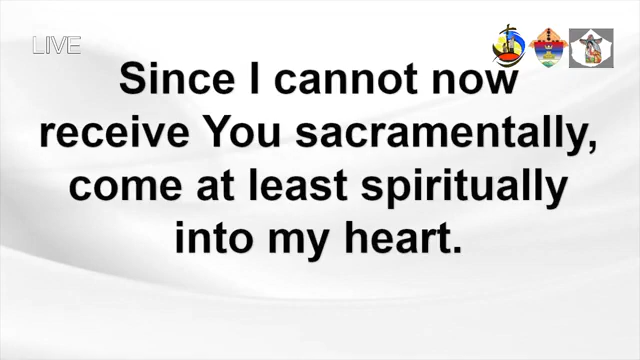 LIVE
Since I cannot now
receive You sacramentally,
come at least spiritually
into my heart.